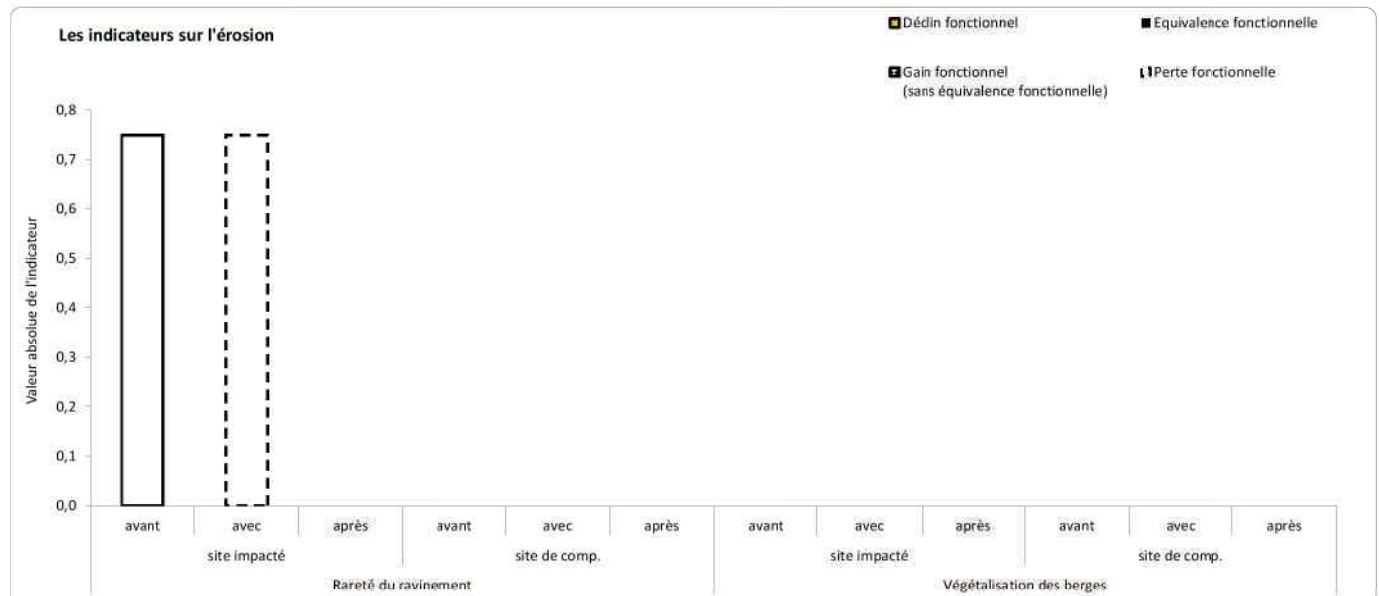 Les indicateurs sur l'érosion
Dédin fonctionnel
Equivalence fonctionnelle
Gain fonctionnel
(sans équivalence fonctionnelle)
Perte fonctionnelle
Valeur absolue de l'indicateur
0,8
0,7
0,6
0,5
0,4
0,3
0,2
0,1
0,0
avant avec après avant avec après avant avec après avant avec après
site impacté site de comp. site impacté site de comp.
Rareté du ravinement Végétalisation des berges